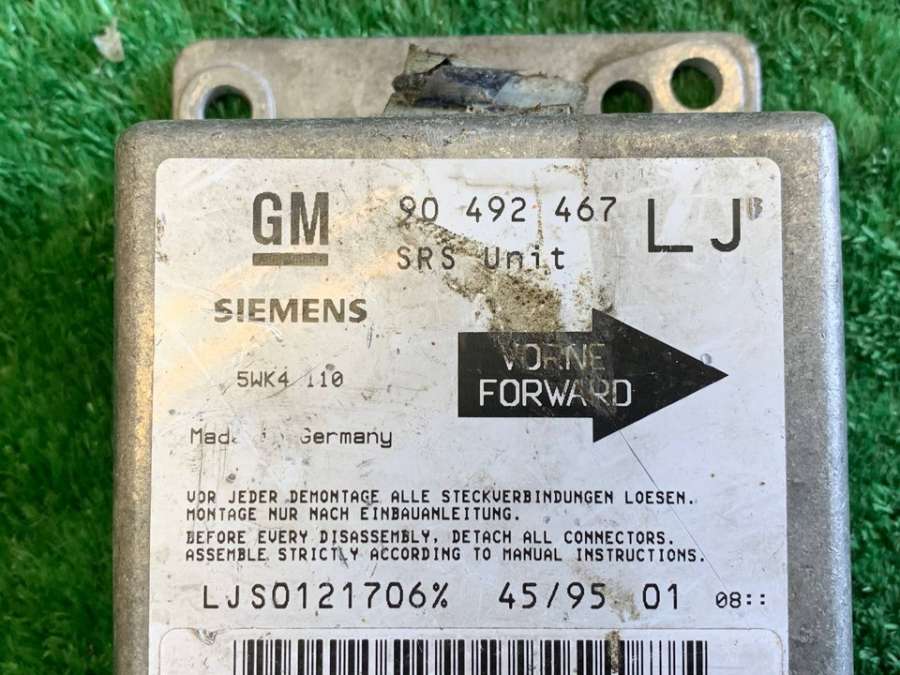 GM 90 492 467 LJ B
SRS Unit
SIEMENS
VORNE
FORWARD
5WK4 110
Germany
VOR JEDER DEMONTAGE ALLE STECKVERBINDUNGEN LOESEN.
MONTAGE NUR NACH EINBAUANLEITUNG.
BEFORE EVERY DISASSEMBLY, DETACH ALL CONNECTORS.
ASSEMBLE STRICTLY ACCORDING TO MANUAL INSTRUCTIONS.
LJS0121706% 45/95 01 08::